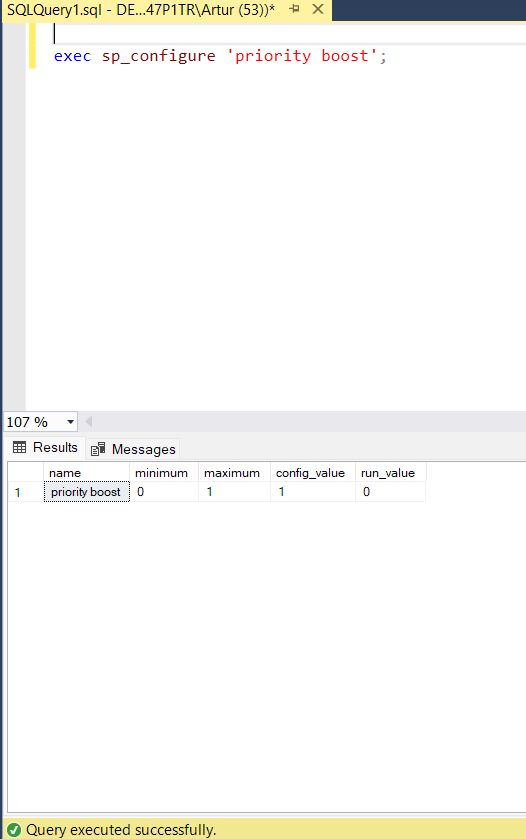 SQLQuery1.sql - DE...47P1TR\Artur (53))*
exec sp_configure 'priority boost';
107 %
Results Messages
name minimum maximum config_value run_value
1 priority boost 0 1 1 0
Query executed successfully.